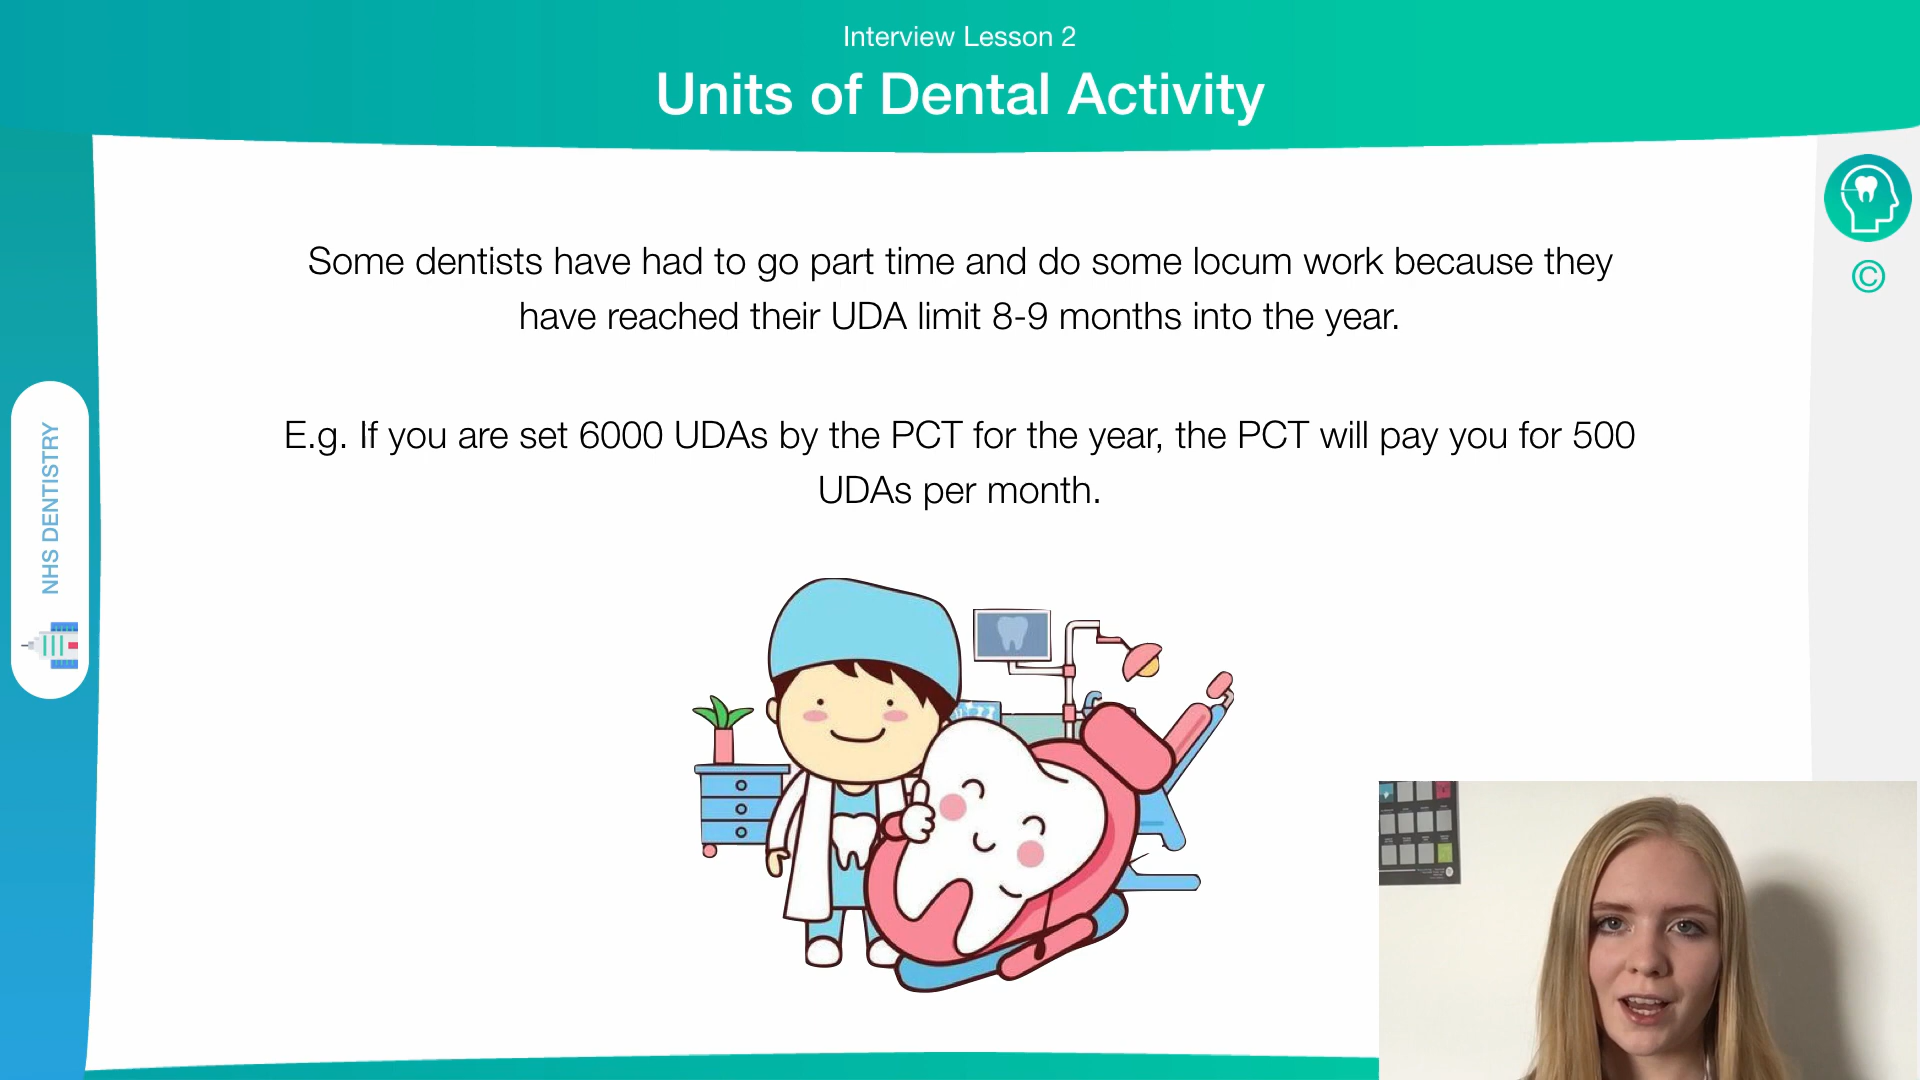 Interview Lesson 2
Units of Dental Activity
Some dentists have had to go part time and do some locum work because they
have reached their UDA limit 8-9 months into the year.
E.g. If you are set 6000 UDAs by the PCT for the year, the PCT will pay you for 500
UDAs per month.
NHS DENTISTRY
©